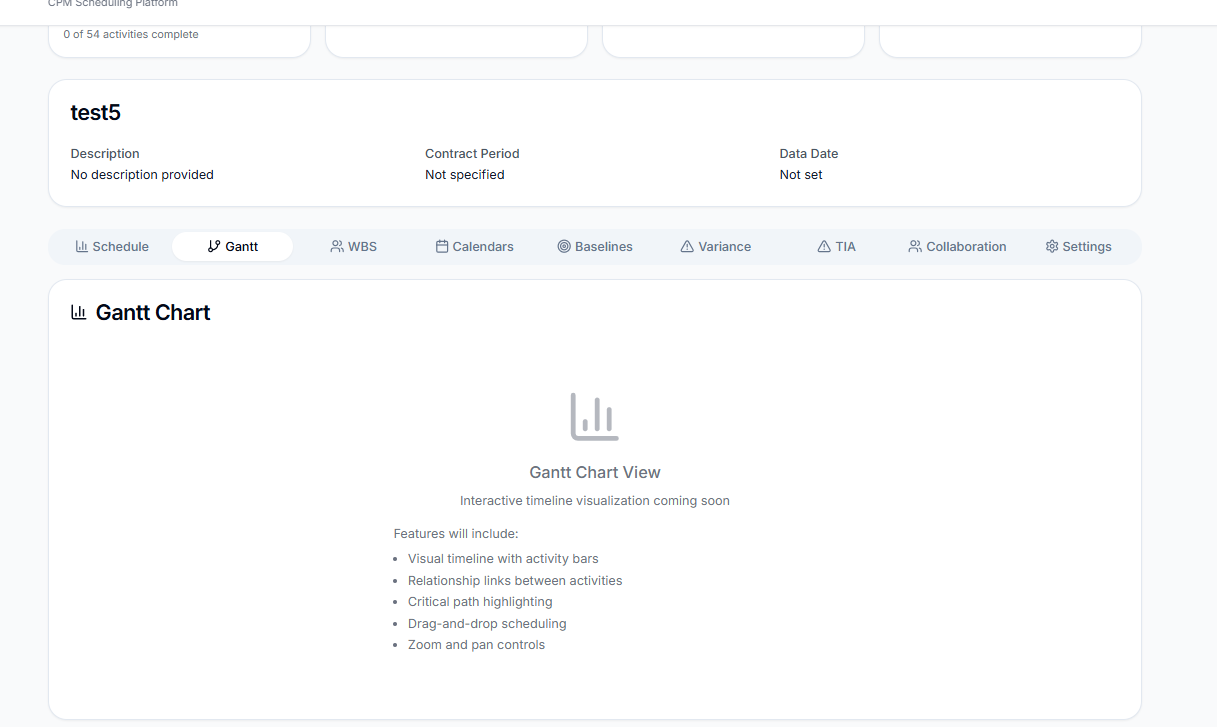 CPM Scheduling Platform
0 of 54 activities complete
test5
Description
Contract Period
Data Date
No description provided
Not specified
Not set
Schedule
Gantt
WBS
Calendars
Baselines
Variance
TIA
Collaboration
Settings
Gantt Chart
Gantt Chart View
Interactive timeline visualization coming soon
Features will include:
• Visual timeline with activity bars
• Relationship links between activities
• Critical path highlighting
• Drag-and-drop scheduling
• Zoom and pan controls